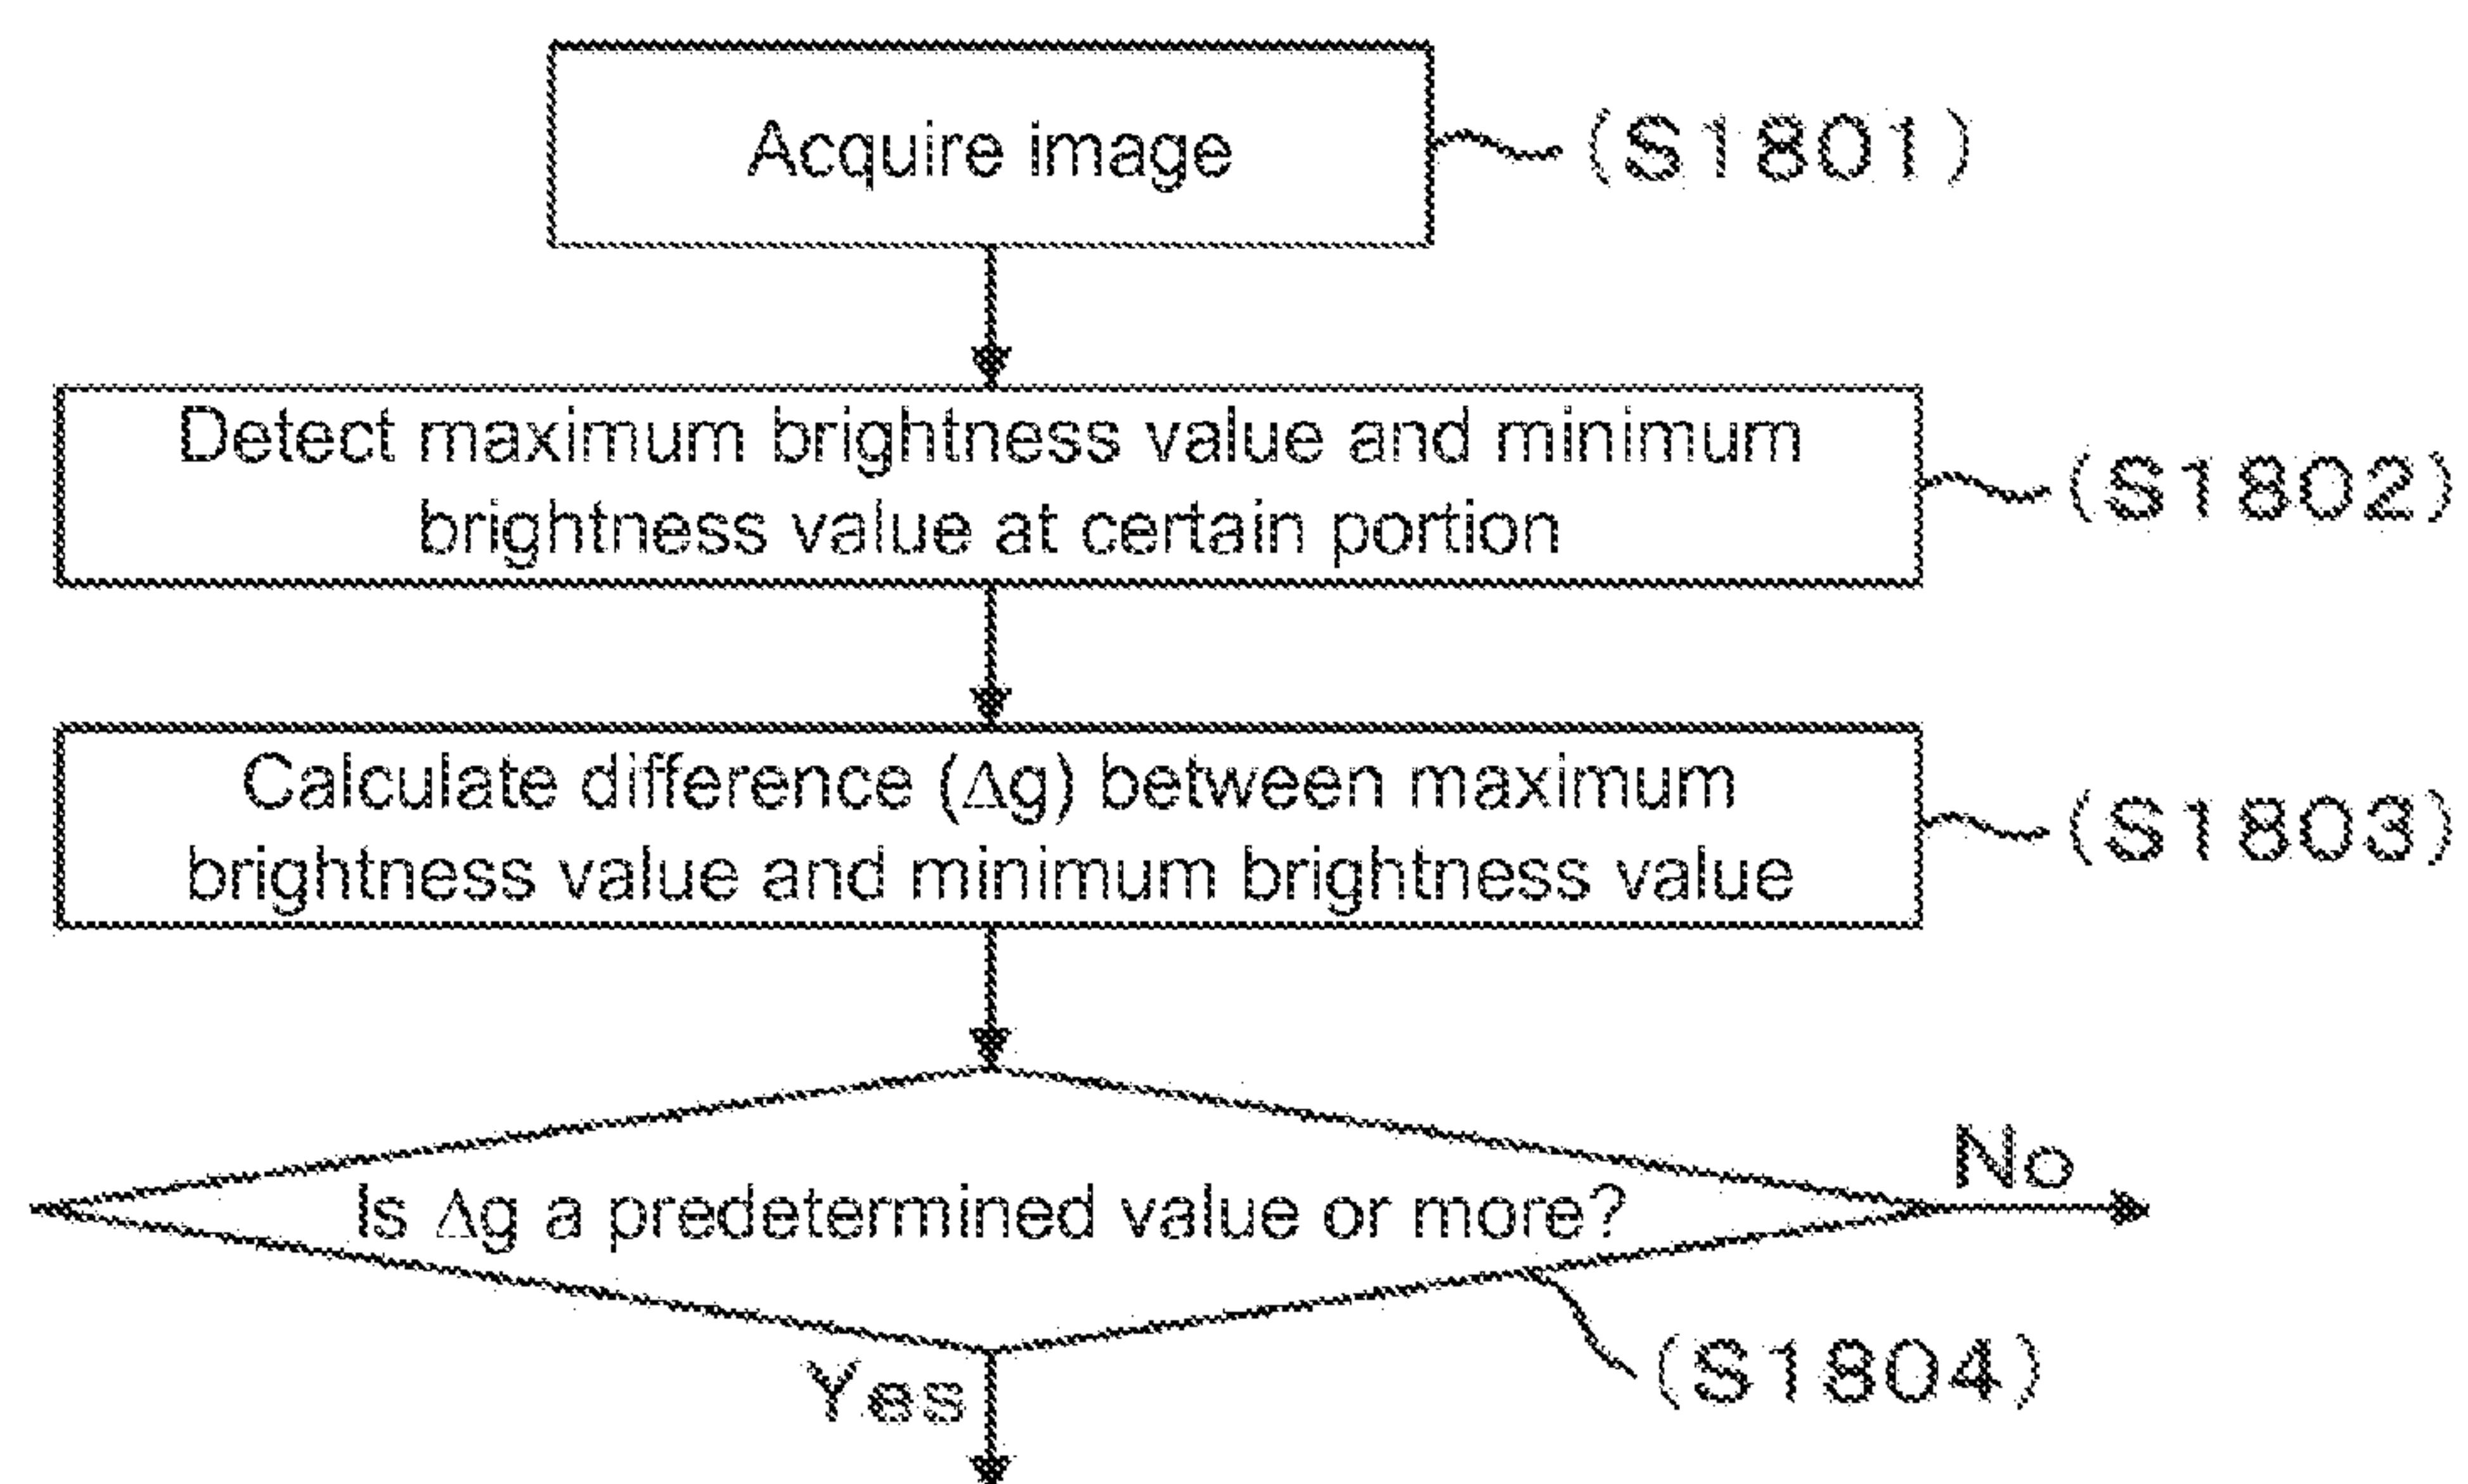 Acquire image
(S1801)
Detect maximum brightness value and minimum
brightness value at certain portion
(S1802)
Calculate difference (Δg) between maximum
brightness value and minimum brightness value
(S1803)
Is Δg a predetermined value or more?
No
(S1804)
Yes